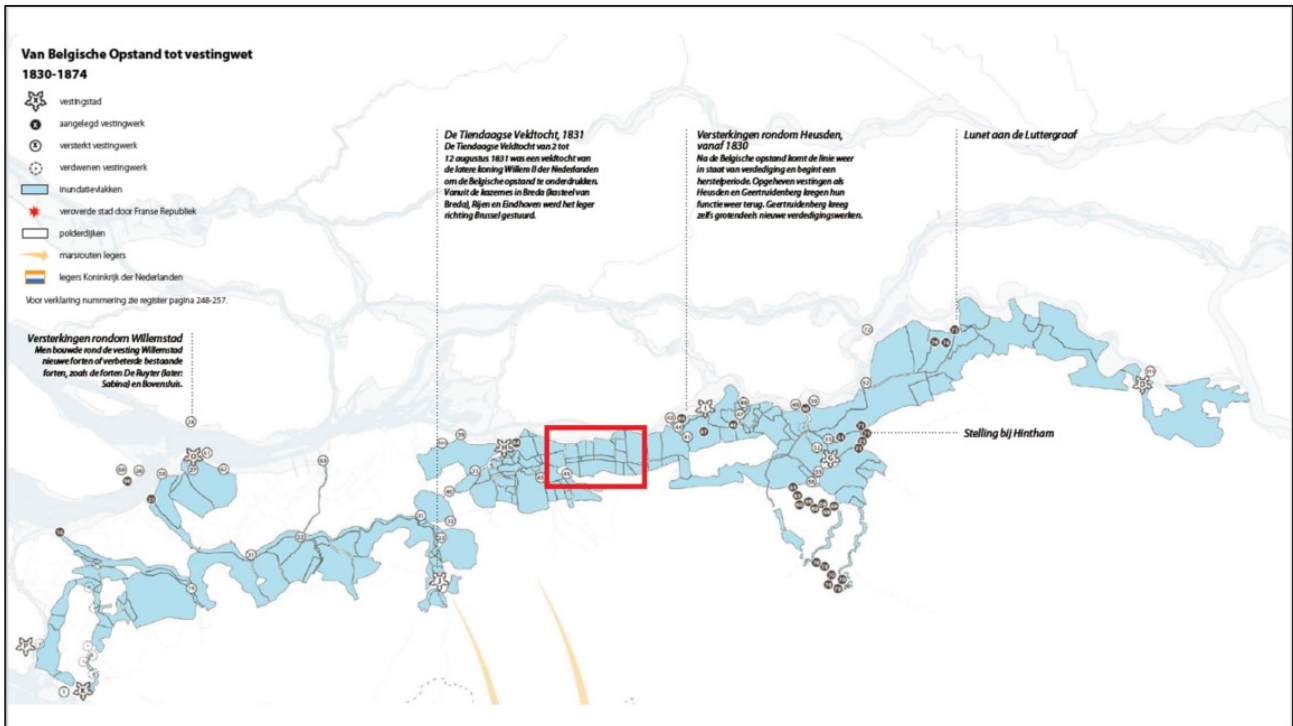 Van Belgische Opstand tot vestingwet
1830-1874
vestingstad
aangelegd vestingwerk
versterkt vestingwerk
verdwenen vestingwerk
inundatievlakken
veroverde stad door Franse Republiek
polderdijken
marsrouten legers
legers Koninkrijk der Nederlanden
Voor verklaring nummering zie register pagina 248-257.
Versterkingen rondom Willemstad
Men bouwde rond de vesting Willemstad
nieuwe forten of verbeterde bestaande
forten, zoals de forten De Ruyter (later:
Sabina) en Bovensluis.
De Tiendaagse Veldtocht, 1831
De Tiendaagse Veldtocht van 2 tot
12 augustus 1831 was een veldtocht van
de latere koning Willem II der Nederlanden
om de Belgische opstand te onderdrukken.
Vanuit de kazernes in Breda (kasteel van
Breda), Rijen en Eindhoven werd het leger
richting Brussel gestuurd.
Versterkingen rondom Heusden,
vanaf 1830
Na de Belgische opstand komt de linie weer
in staat van verdediging en begint een
herstelperiode. Opgeheven vestingen als
Heusden en Geertruidenberg kregen hun
functie weer terug. Geertruidenberg kreeg
zelfs grotendeels nieuwe verdedigingswerken.
Lunet aan de Luttergraaf
Stelling bij Hintham